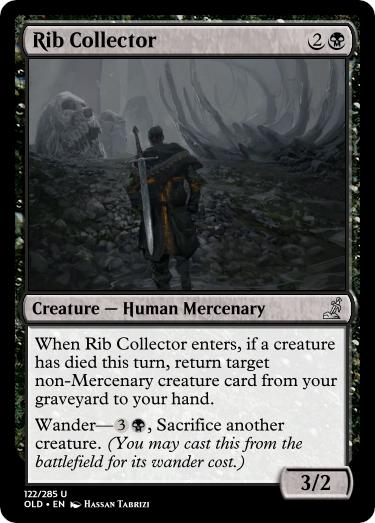 Rib Collector 2
Creature — Human Mercenary
When Rib Collector enters, if a creature
has died this turn, return target
non-Mercenary creature card from your
graveyard to your hand.
Wander—3, Sacrifice another
creature. (You may cast this from the
battlefield for its wander cost.)
3/2
122/285 U
OLD • EN Hassan Tabrizi